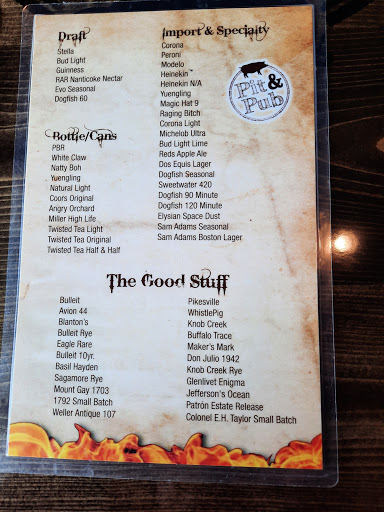 Draft
Stella
Bud Light
Guinness
RAR Nanticoke Nectar
Evo Seasonal
Dogfish 60
Bottle/Cans
PBR
White Claw
Natty Boh
Yuengling
Natural Light
Coors Original
Angry Orchard
Miller High Life
Twisted Tea Light
Twisted Tea Original
Twisted Tea Half & Half
Import & Specialty
Corona
Peroni
Modelo
Heinekin
Heinekin N/A
Yuengling
Magic Hat 9
Raging Bitch
Corona Light
Michelob Ultra
Bud Light Lime
Reds Apple Ale
Dos Equis Lager
Dogfish Seasonal
Sweetwater 420
Dogfish 90 Minute
Dogfish 120 Minute
Elysian Space Dust
Sam Adams Seasonal
Sam Adams Boston Lager
Pit &
Pub
The Good Stuff
Bulleit
Avion 44
Blanton's
Bulleit Rye
Eagle Rare
Bulleit 10yr.
Basil Hayden
Sagamore Rye
Mount Gay 1703
1792 Small Batch
Weller Antique 107
Pikesville
WhistlePig
Knob Creek
Buffalo Trace
Maker's Mark
Don Julio 1942
Knob Creek Rye
Glenlivet Enigma
Jefferson's Ocean
Patrón Estate Release
Colonel E.H. Taylor Small Batch